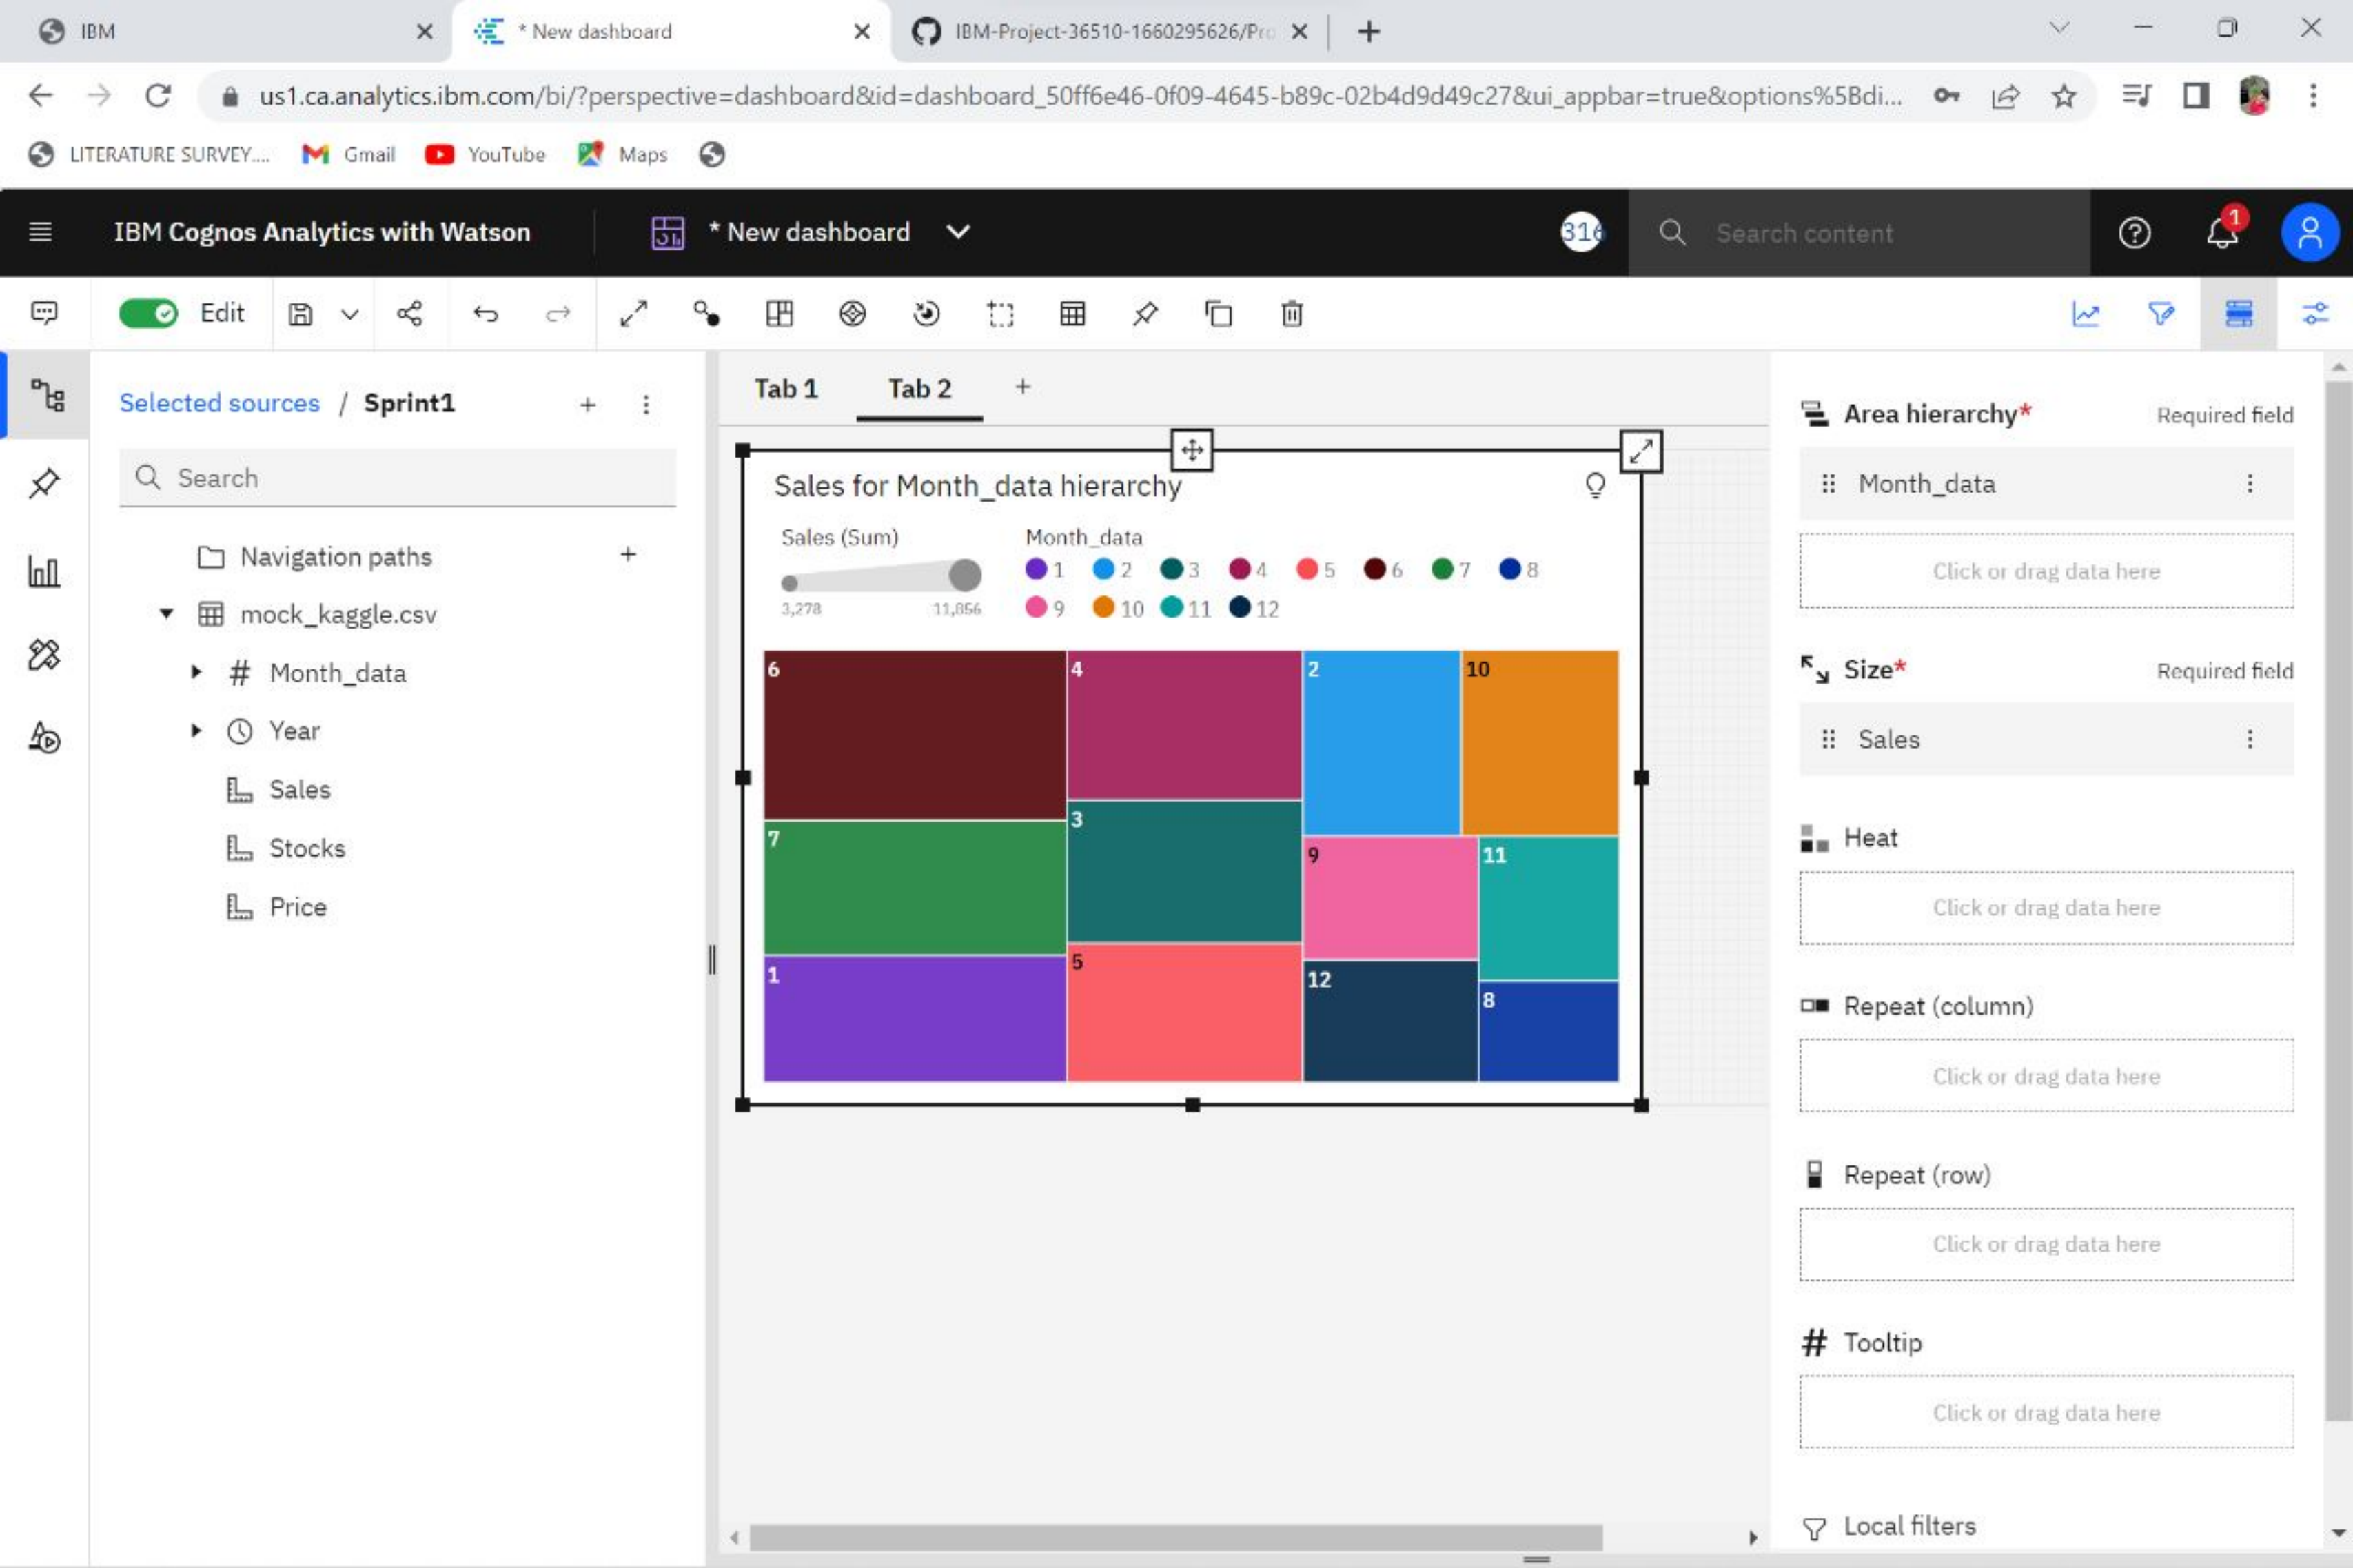 IBM
* New dashboard
IBM-Project-36510-1660295626/Pro
us1.ca.analytics.ibm.com/bi/?perspective=dashboard&id=dashboard_50ff6e46-0f09-4645-b89c-02b4d9d49c27&ui_appbar=true&options%5Bdi...
LITERATURE SURVEY....
Gmail
YouTube
Maps
IBM Cognos Analytics with Watson
* New dashboard
316
Search content
1
Edit
Selected sources / Sprint1
Search
Navigation paths
mock_kaggle.csv
# Month_data
Year
Sales
Stocks
Price
Tab 1
Tab 2
Sales for Month_data hierarchy
Sales (Sum)
3,278
11,856
Month_data
1 2 3 4 5 6 7 8
9 10 11 12
6
4
2
10
7
3
9
11
1
5
12
8
Area hierarchy*
Required field
Month_data
Click or drag data here
Size*
Required field
Sales
Heat
Click or drag data here
Repeat (column)
Click or drag data here
Repeat (row)
Click or drag data here
# Tooltip
Click or drag data here
Local filters